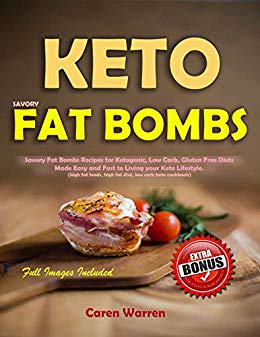 KETO
SAVORY
FAT BOMBS
Savory Fat Bombs Recipes for Ketogenic, Low Carb, Gluten Free Diets
Made Easy and Fast to Living your Keto Lifestyle.
(high fat foods, high fat diet, low carb keto cookbook)
EXTRA
BONUS
Full Images Included
Caren Warren